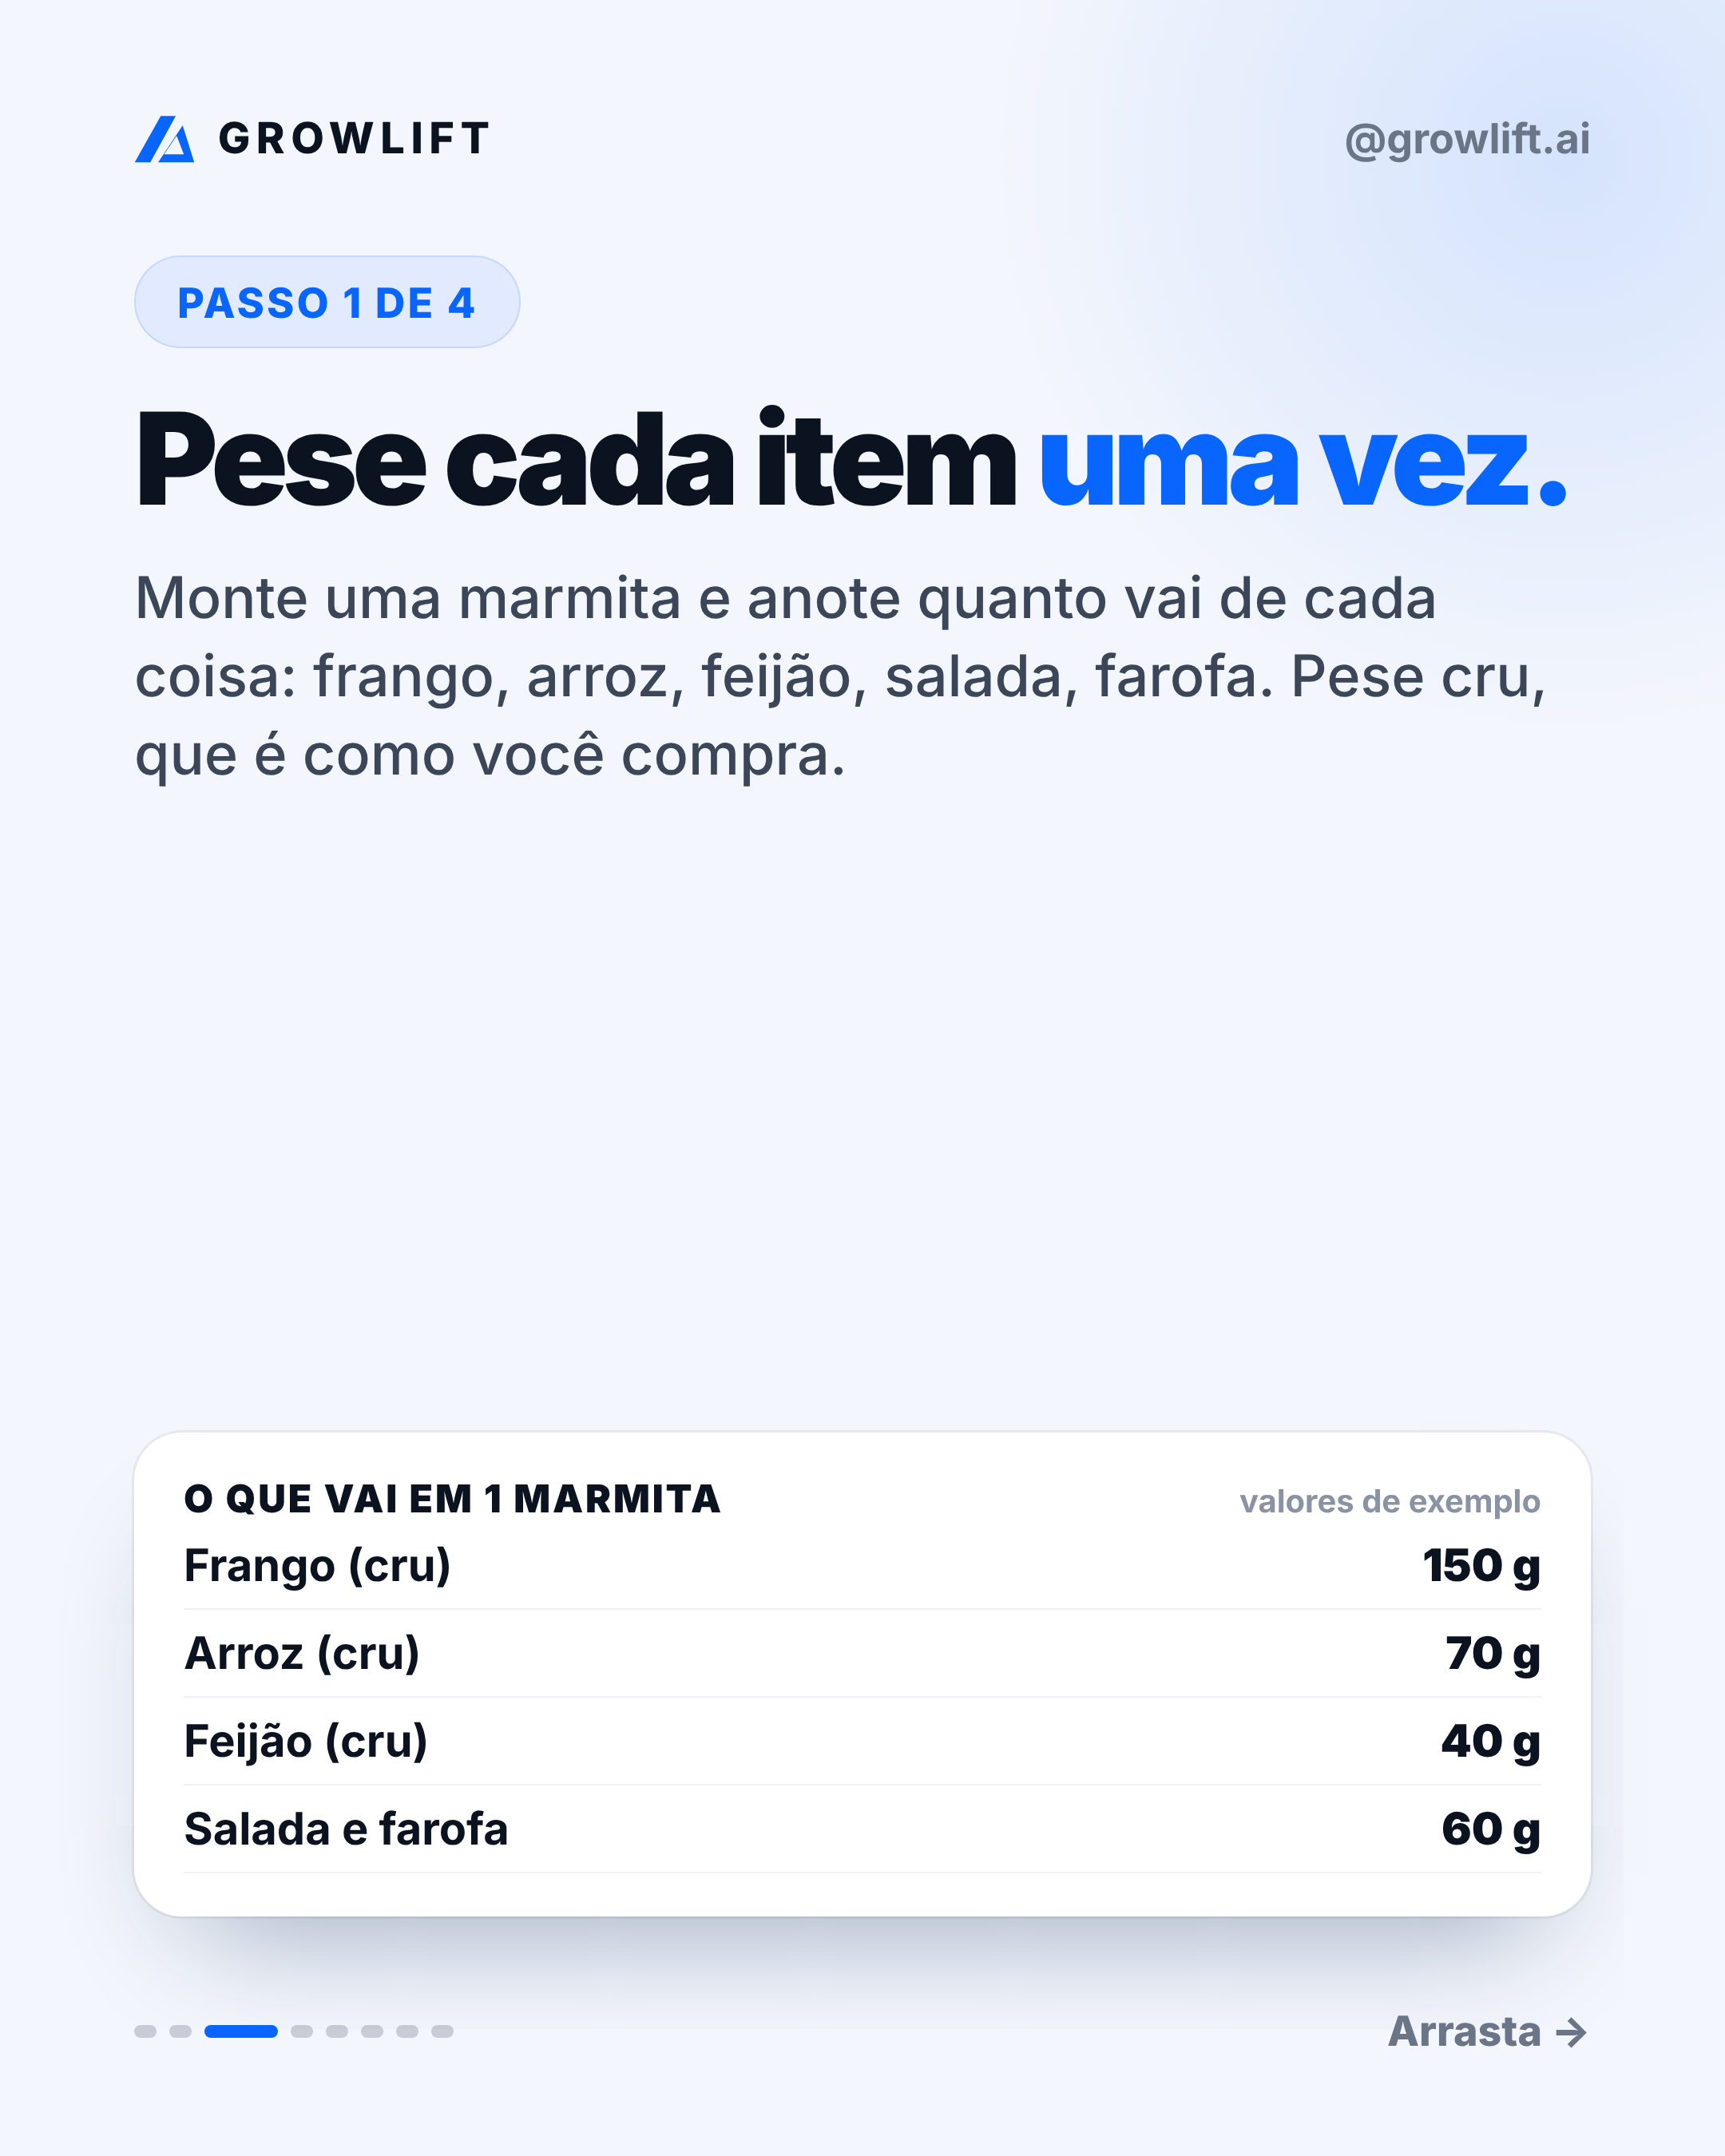 GROWLIFT
@growlift.ai
PASSO 1 DE 4
Pese cada item uma vez.
Monte uma marmita e anote quanto vai de cada
coisa: frango, arroz, feijão, salada, farofa. Pese cru,
que é como você compra.
O QUE VAI EM 1 MARMITA
valores de exemplo
Frango (cru) 150 g
Arroz (cru) 70 g
Feijão (cru) 40 g
Salada e farofa 60 g
Arrasta →